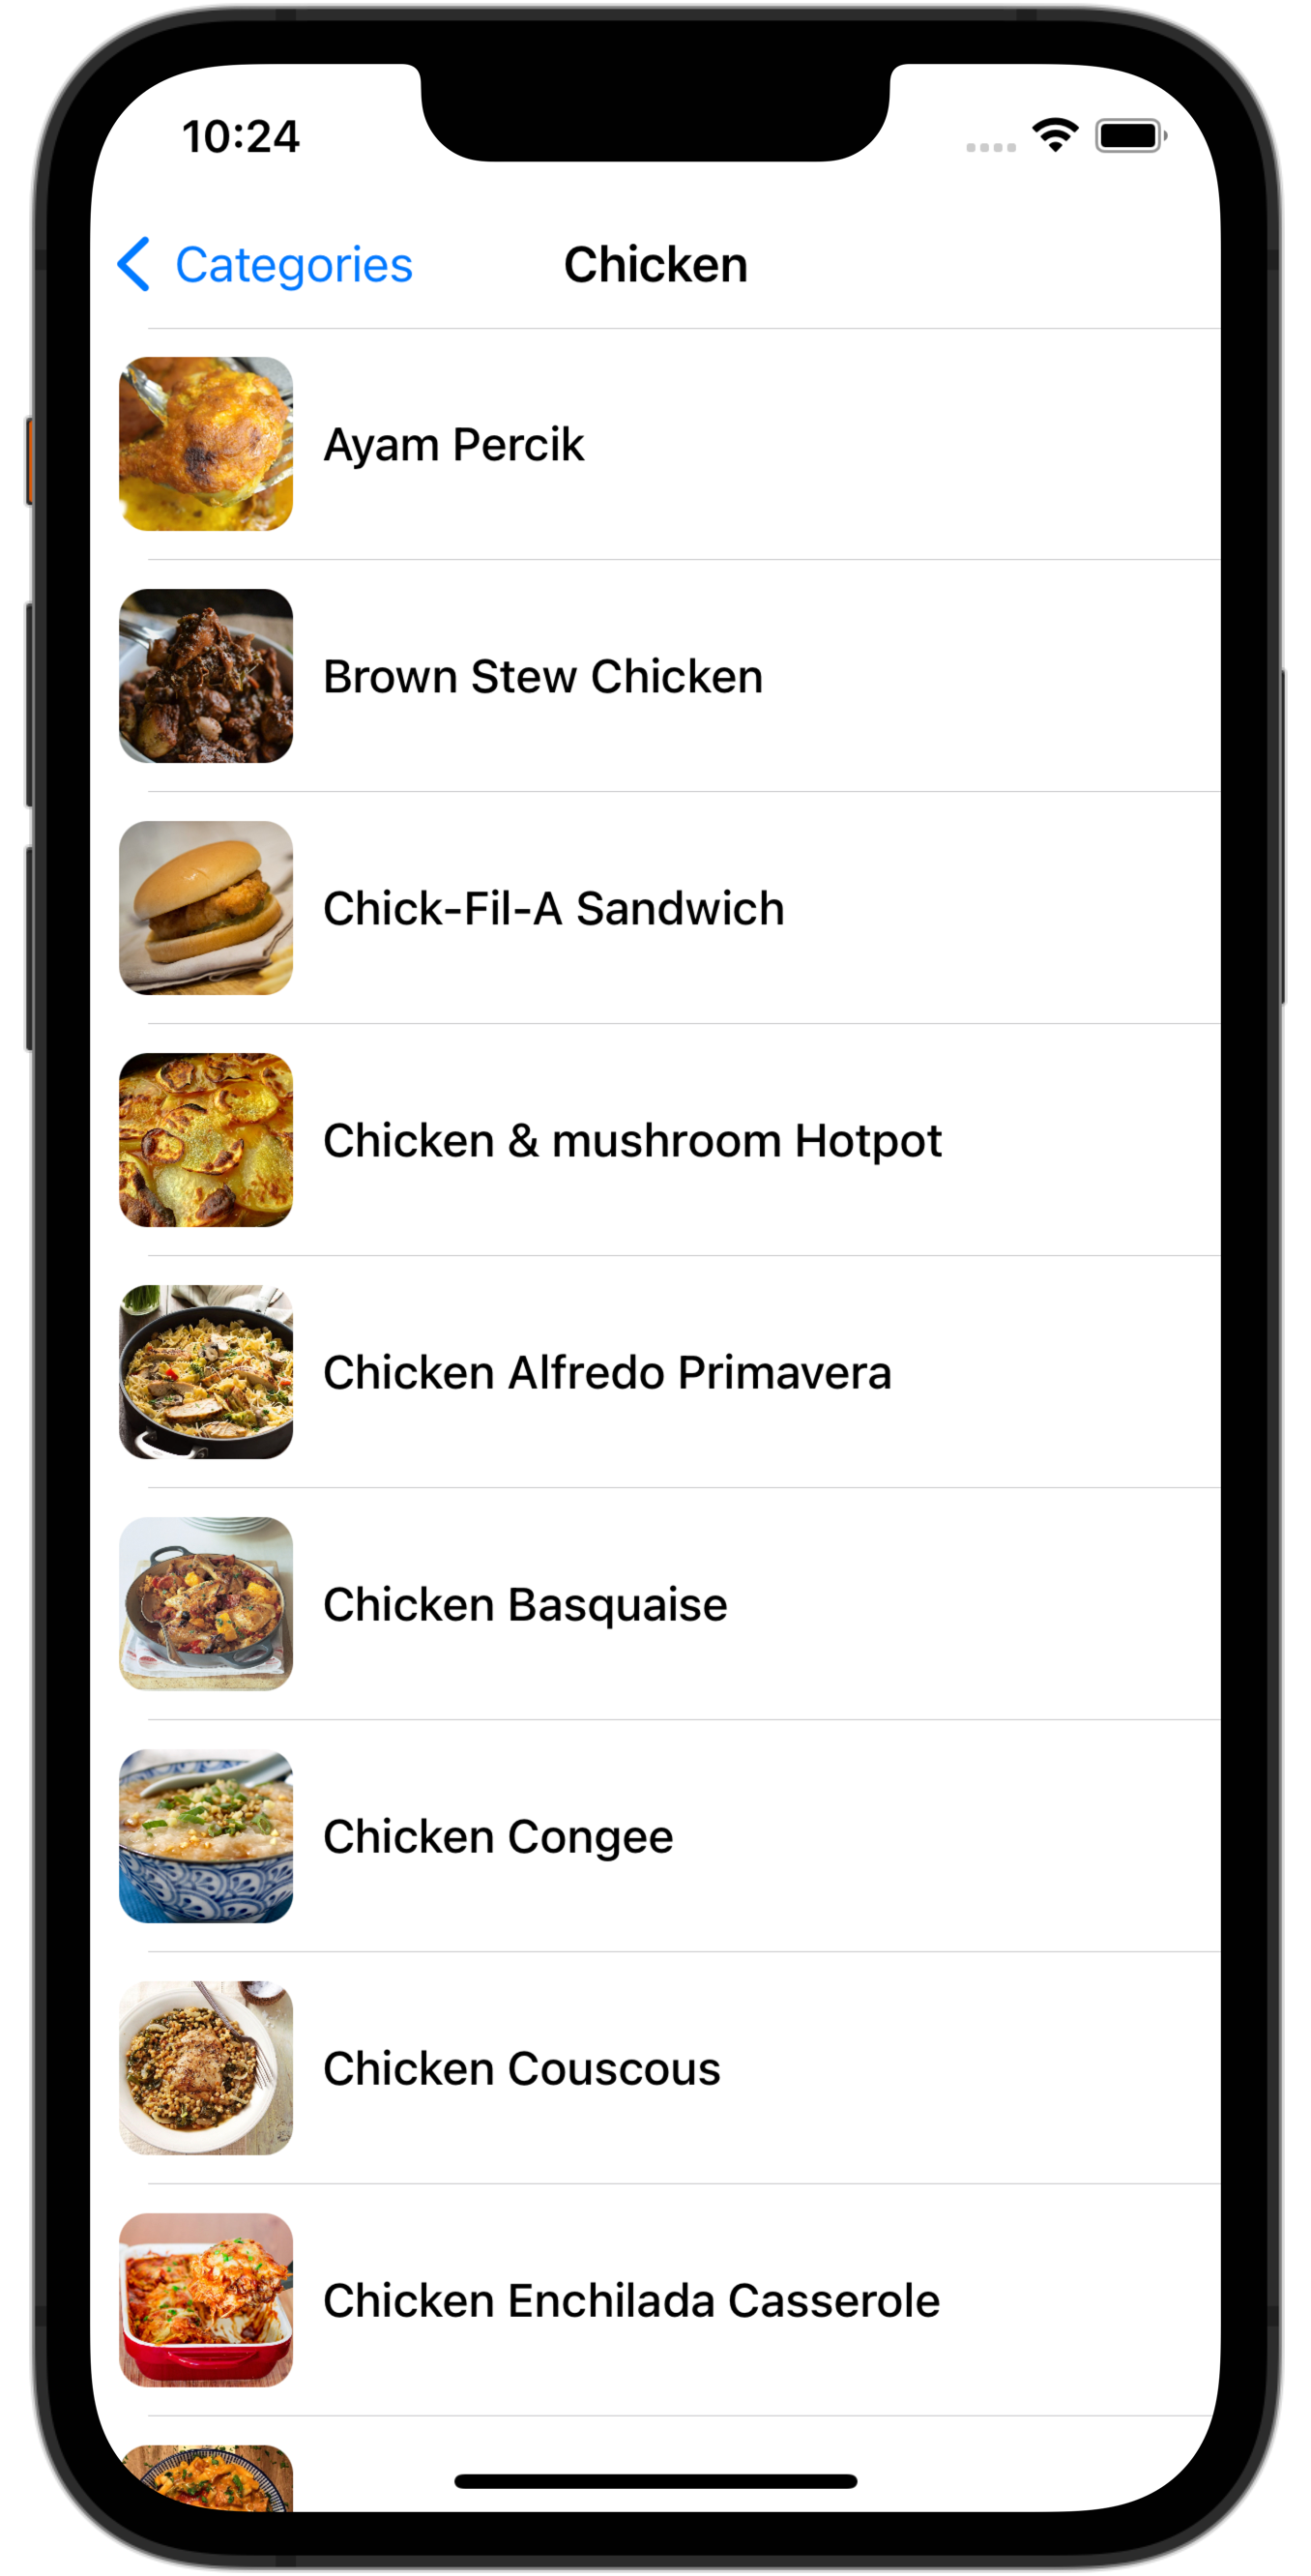 10:24
Categories
Chicken
Ayam Percik
Brown Stew Chicken
Chick-Fil-A Sandwich
Chicken & mushroom Hotpot
Chicken Alfredo Primavera
Chicken Basquaise
Chicken Congee
Chicken Couscous
Chicken Enchilada Casserole